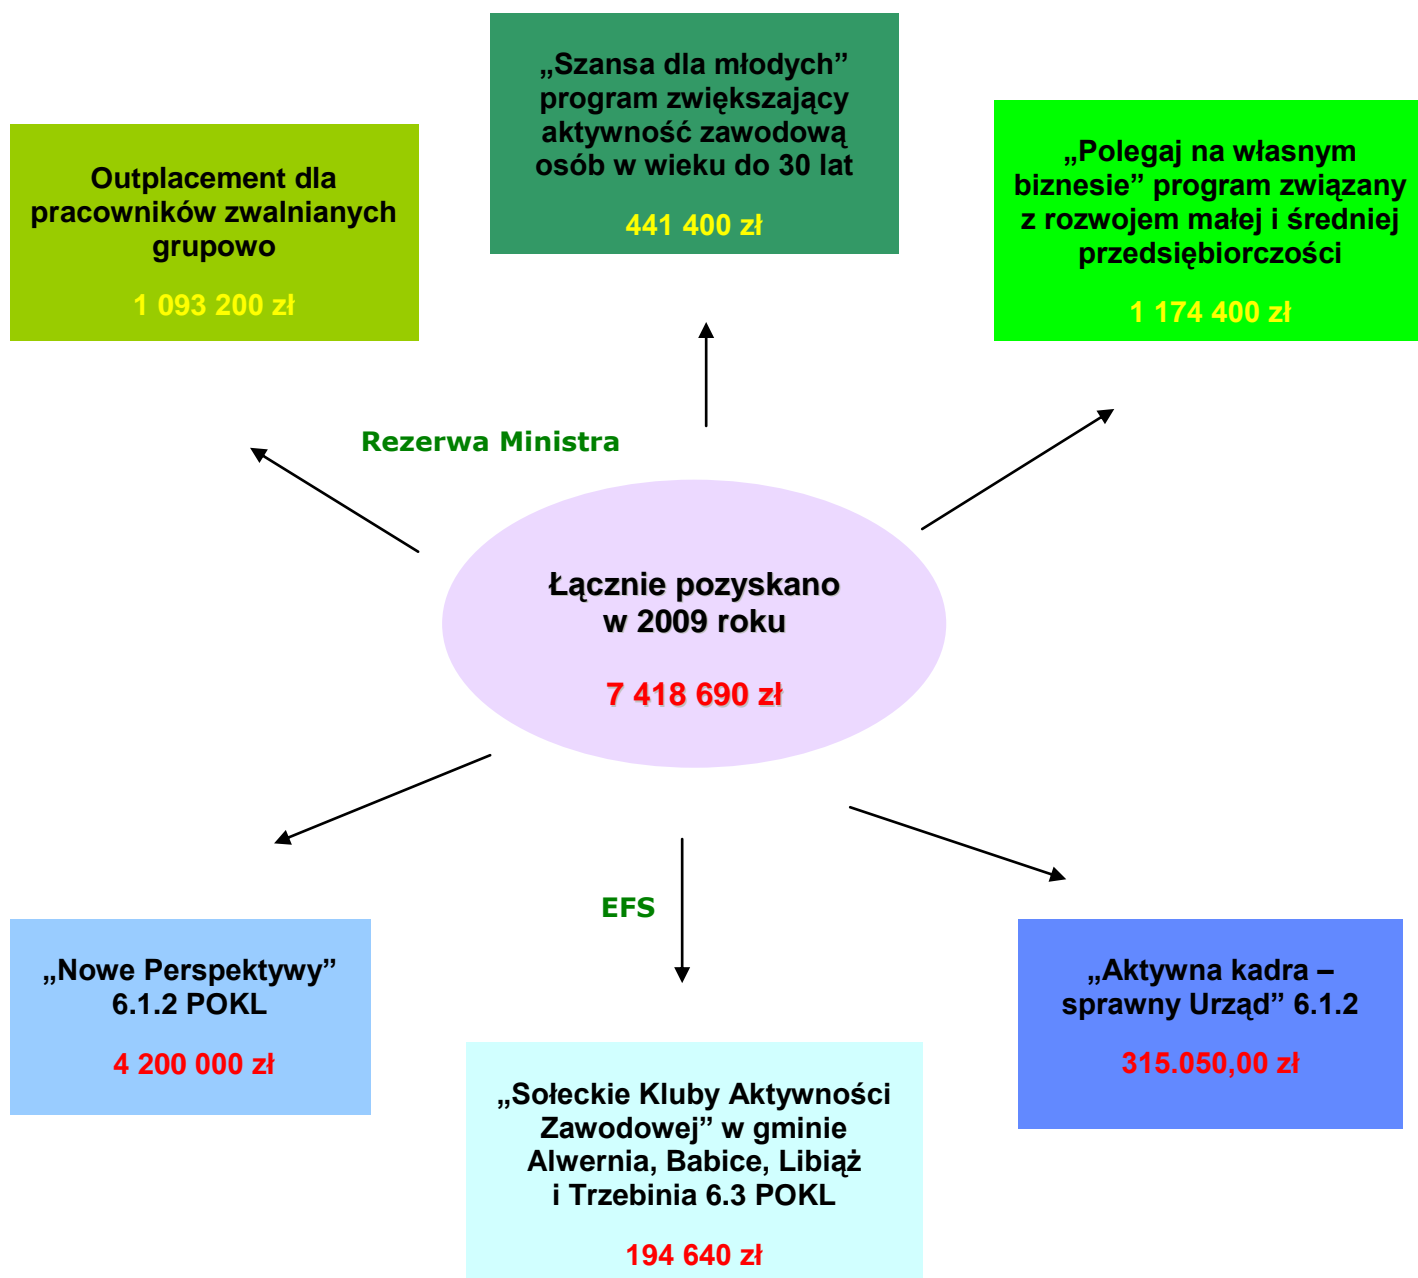 „Szansa dla młodych”
program zwiększający
aktywność zawodową
osób w wieku do 30 lat
441 400 zł
Outplacement dla
pracowników zwalnianych
grupowo
1 093 200 zł
„Polegaj na własnym
biznesie” program związany
z rozwojem małej i średniej
przedsiębiorczości
1 174 400 zł
Rezerwa Ministra
Łącznie pozyskano
w 2009 roku
7 418 690 zł
EFS
„Nowe Perspektywy”
6.1.2 POKL
4 200 000 zł
„Sołeckie Kluby Aktywności
Zawodowej” w gminie
Alwernia, Babice, Libiąż
i Trzebinia 6.3 POKL
194 640 zł
„Aktywna kadra –
sprawny Urząd” 6.1.2
315.050,00 zł